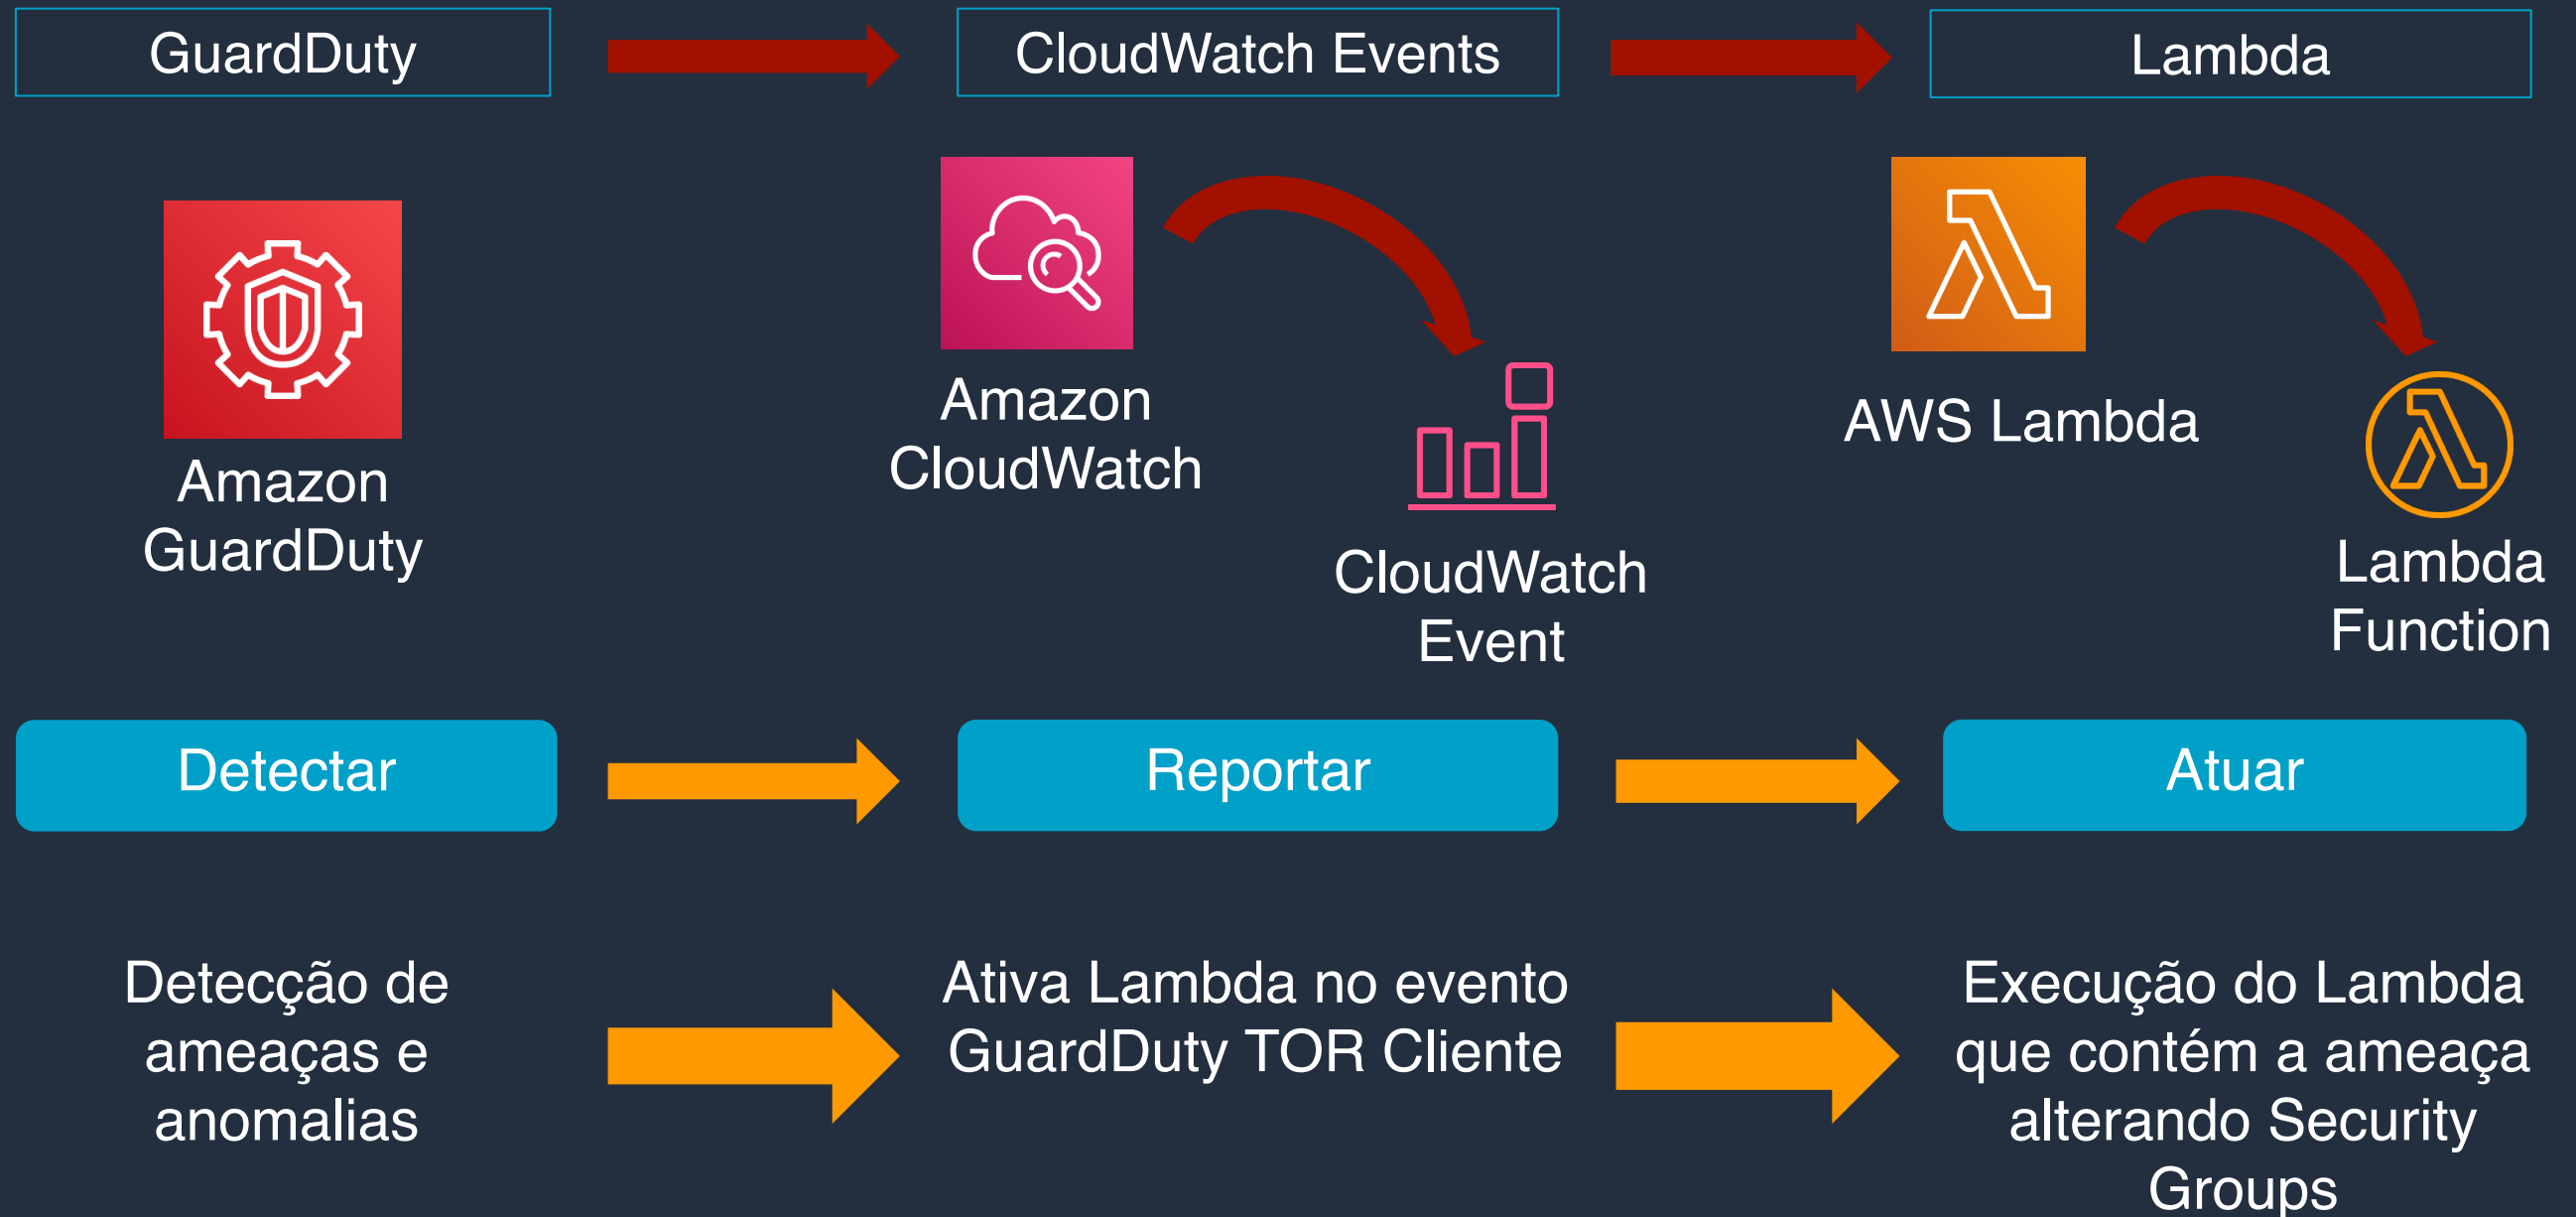 GuardDuty
CloudWatch Events
Lambda
Amazon
GuardDuty
Amazon
CloudWatch
CloudWatch
Event
AWS Lambda
Lambda
Function
Detectar
Reportar
Atuar
Detecção de
ameaças e
anomalias
Ativa Lambda no evento
GuardDuty TOR Cliente
Execução do Lambda
que contém a ameaça
alterando Security
Groups